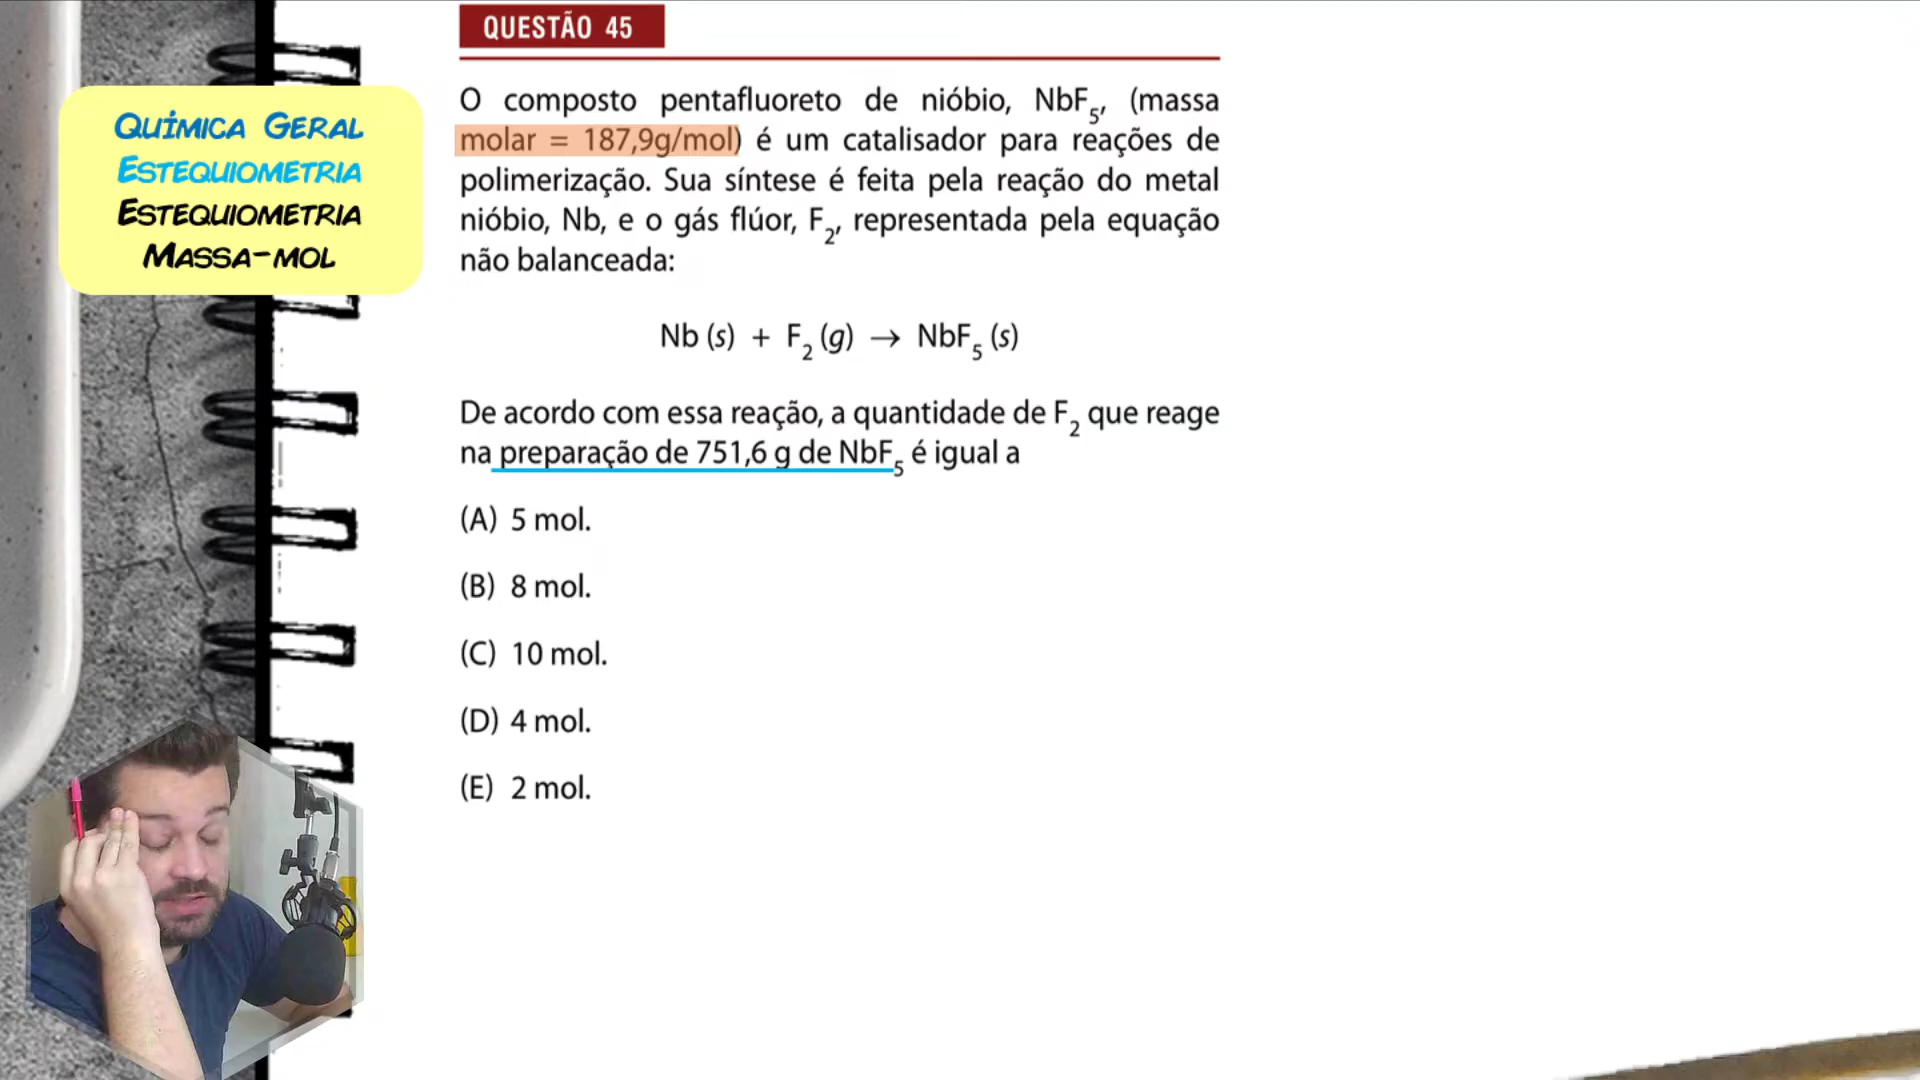 QUESTÃO 45
QUÍMICA GERAL
ESTEQUIOMETRIA
ESTEQUIOMETRIA
MASSA-MOL
O composto pentafluoreto de nióbio, NbF5, (massa
molar = 187,9g/mol) é um catalisador para reações de
polimerização. Sua síntese é feita pela reação do metal
nióbio, Nb, e o gás flúor, F2, representada pela equação
não balanceada:
Nb (s) + F2 (g) → NbF5 (s)
De acordo com essa reação, a quantidade de F2 que reage
na preparação de 751,6 g de NbF5 é igual a
(A) 5 mol.
(B) 8 mol.
(C) 10 mol.
(D) 4 mol.
(E) 2 mol.